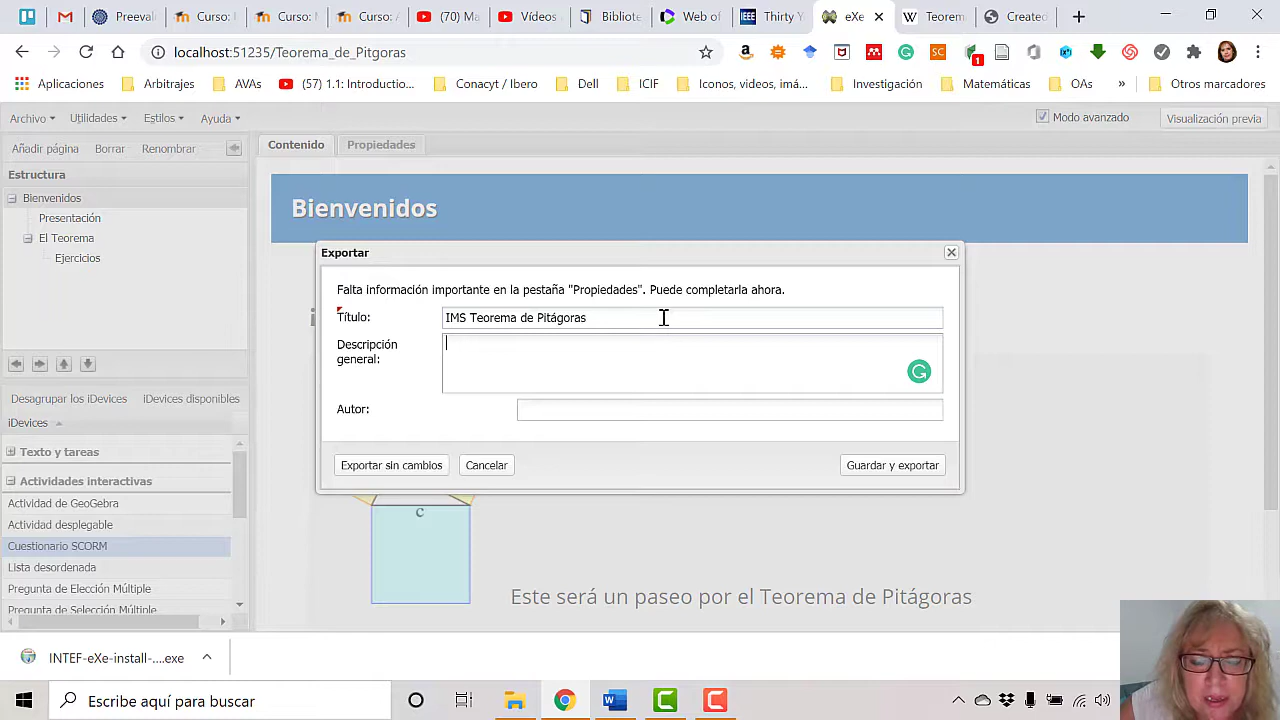 Preeval
Curso:
Curso: M
Curso: A
(70) Ma
Vídeos
Bibliote
Web of
IEEE
Thirty Y
eXe
Teorem
Created
localhost:51235/Teorema_de_Pitgoras
SC
1
Aplicaciones
Arbitrajes
AVAs
(57) 1.1: Introductio...
Conacyt / Ibero
Dell
ICIF
Iconos, videos, imá...
Investigación
Matemáticas
OAs
»
Otros marcadores
Archivo
Utilidades
Estilos
Ayuda
Modo avanzado
Visualización previa
Añadir página
Borrar
Renombrar
Contenido
Propiedades
Estructura
Bienvenidos
Presentación
El Teorema
Ejercicios
Bienvenidos
Exportar
Falta información importante en la pestaña "Propiedades". Puede completarla ahora.
Título:
IMS Teorema de Pitágoras
Descripción
general:
Autor:
Exportar sin cambios
Cancelar
Guardar y exportar
Desagrupar los iDevices
iDevices disponibles
iDevices
Texto y tareas
Actividades interactivas
Actividad de GeoGebra
Actividad desplegable
Cuestionario SCORM
Lista desordenada
Pregunta de Elección Múltiple
Pregunta de Selección Múltiple
c
Este será un paseo por el Teorema de Pitágoras
INTEF-eXe-install-....exe
Escribe aquí para buscar